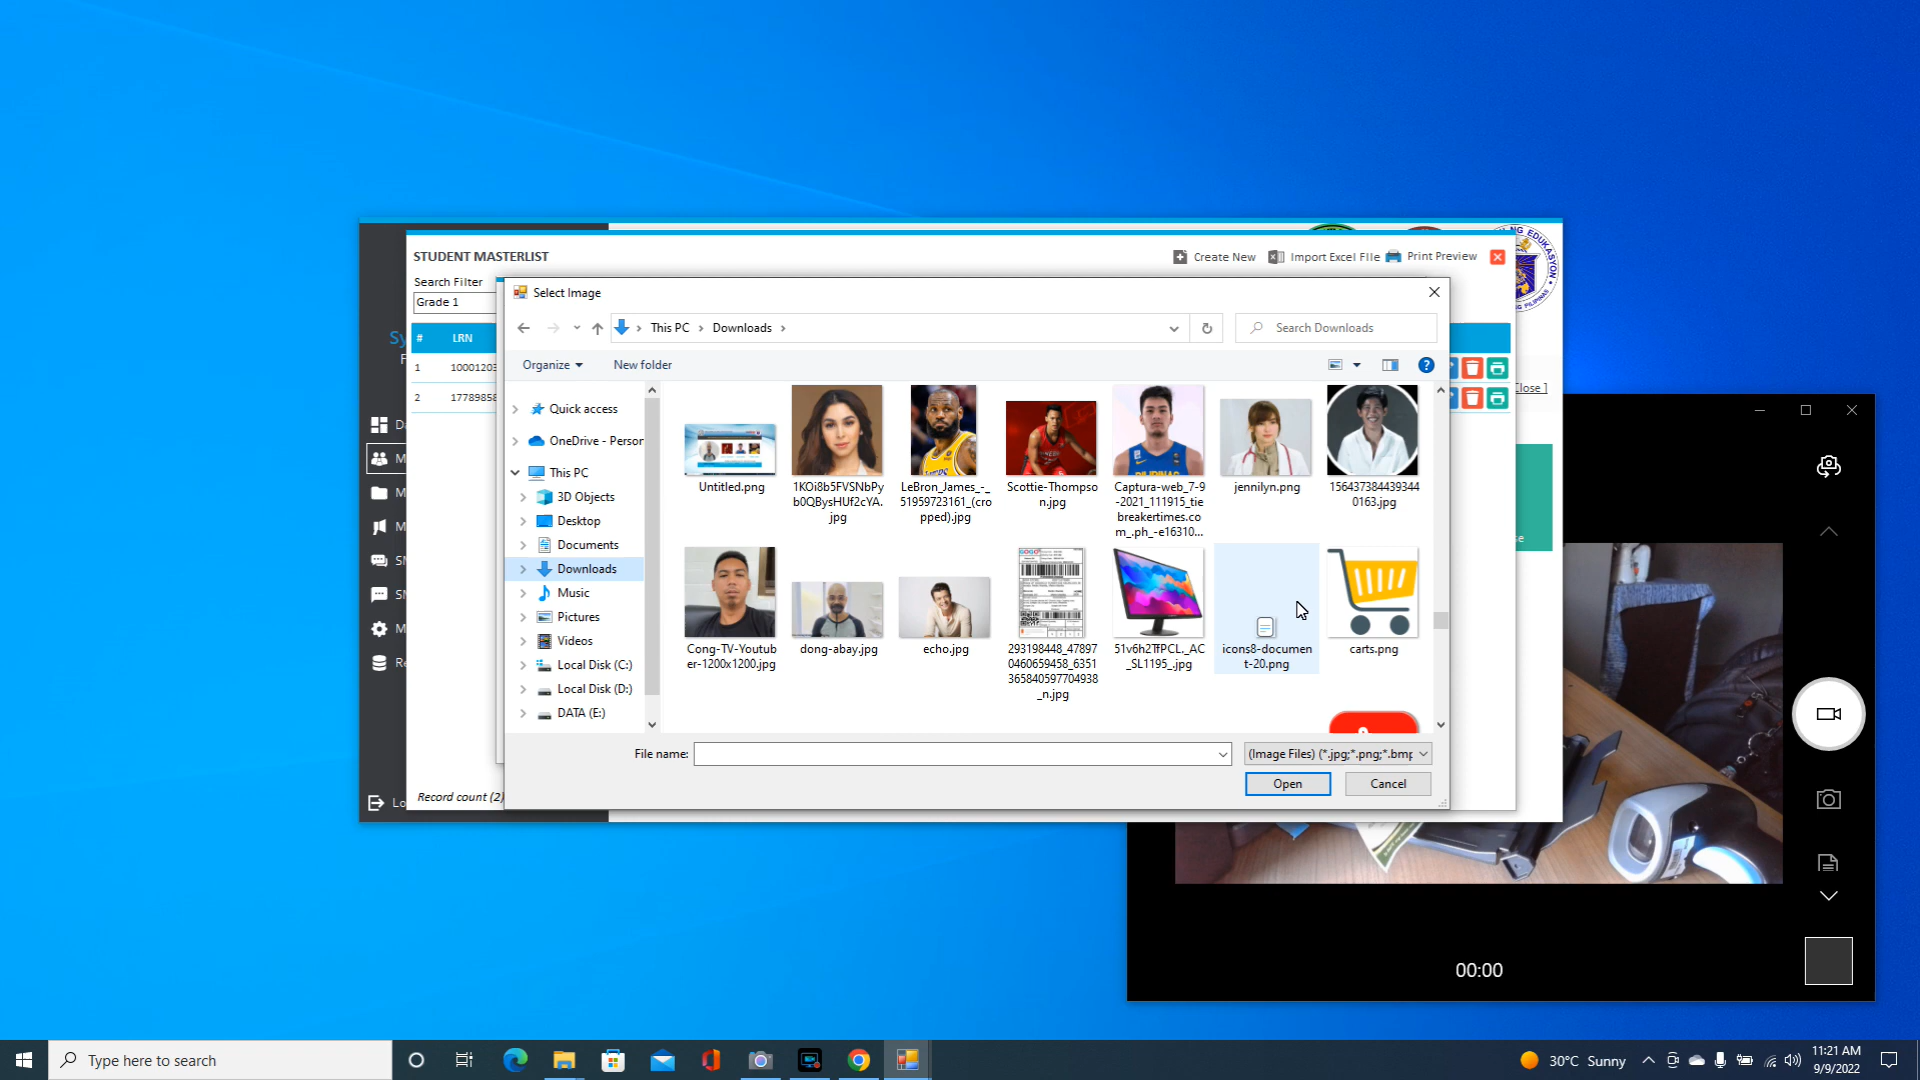 STUDENT MASTERLIST
Create New
Import Excel File
Print Preview
Search Filter
Grade 1
# LRN
1 10001203
2 17789858
Close ]
Record count (2)
Select Image
This PC
Downloads
Search Downloads
Organize
New folder
Quick access
OneDrive - Person
This PC
3D Objects
Desktop
Documents
Downloads
Music
Pictures
Videos
Local Disk (C:)
Local Disk (D:)
DATA (E:)
Untitled.png
1KOi8b5FVSNbPy
b0QBysHUf2cYA.
jpg
LeBron_James_-_
51959723161_(cro
pped).jpg
Scottie-Thompso
n.jpg
Captura-web_7-9
-2021_111915_tie
breakertimes.co
m_.ph_-e16310...
jennilyn.png
156437384439344
0163.jpg
Cong-TV-Youtub
er-1200x1200.jpg
dong-abay.jpg
echo.jpg
293198448_47897
0460659458_6351
365840597704938
_n.jpg
51v6h2TfPCL._AC
_SL1195_.jpg
icons8-documen
t-20.png
carts.png
File name:
(Image Files) (*.jpg;*.png;*.bmp
Open
Cancel
00:00
Type here to search
30°C Sunny
11:21 AM
9/9/2022